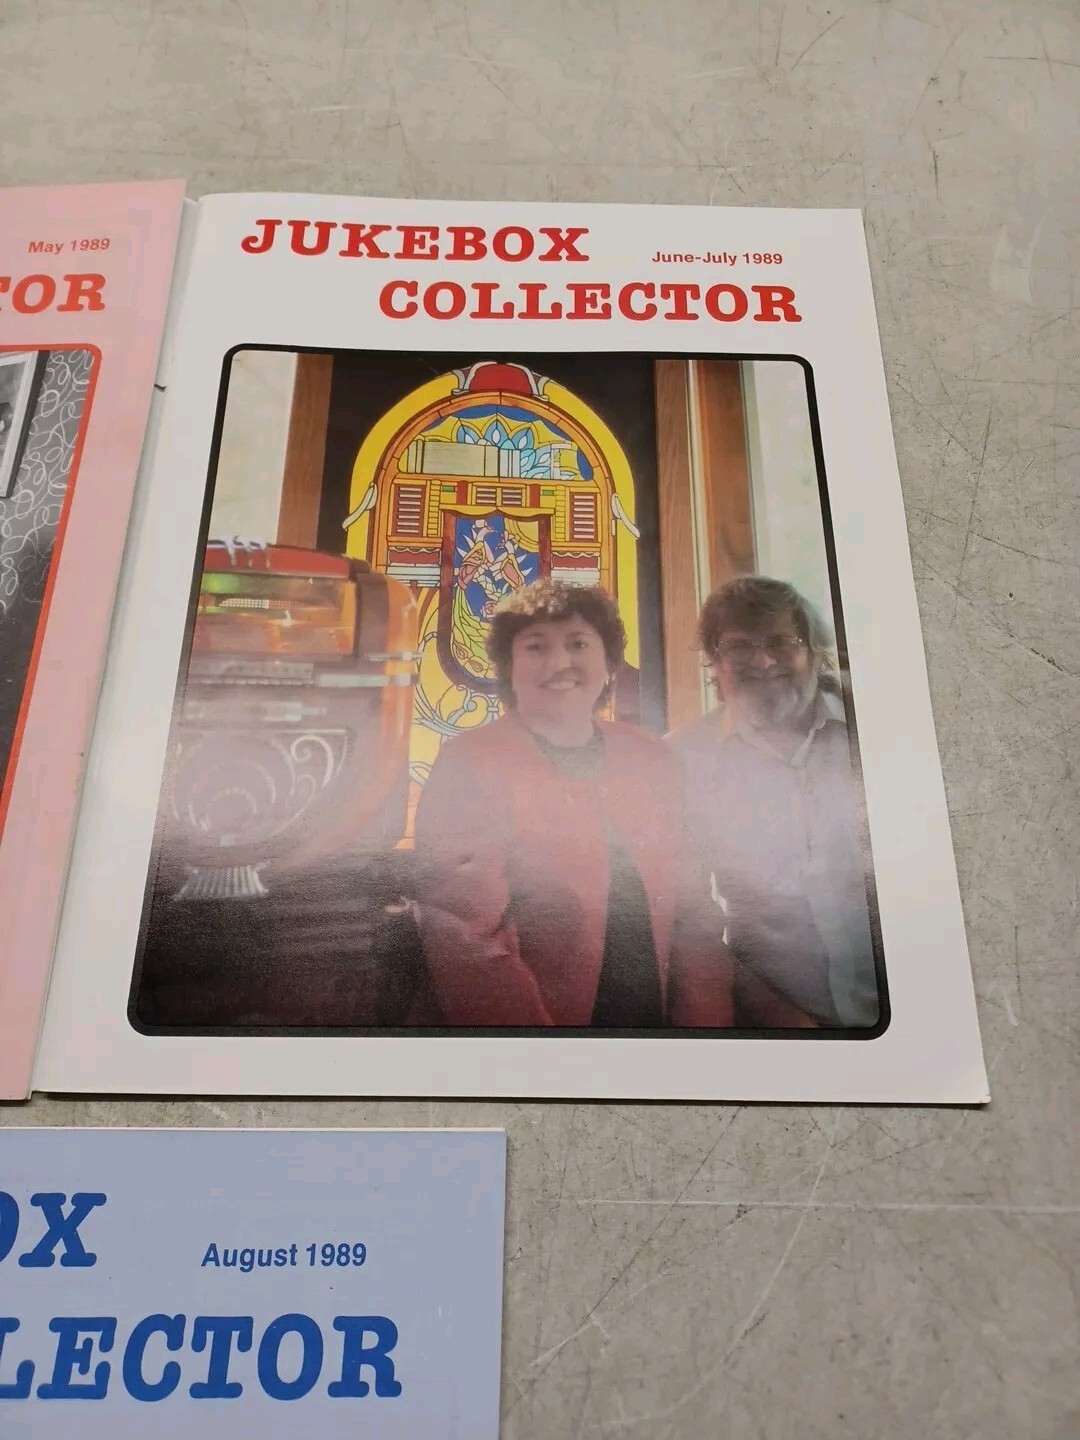 May 1989
TOR
JUKEBOX
June-July 1989
COLLECTOR
OX
August 1989
LECTOR